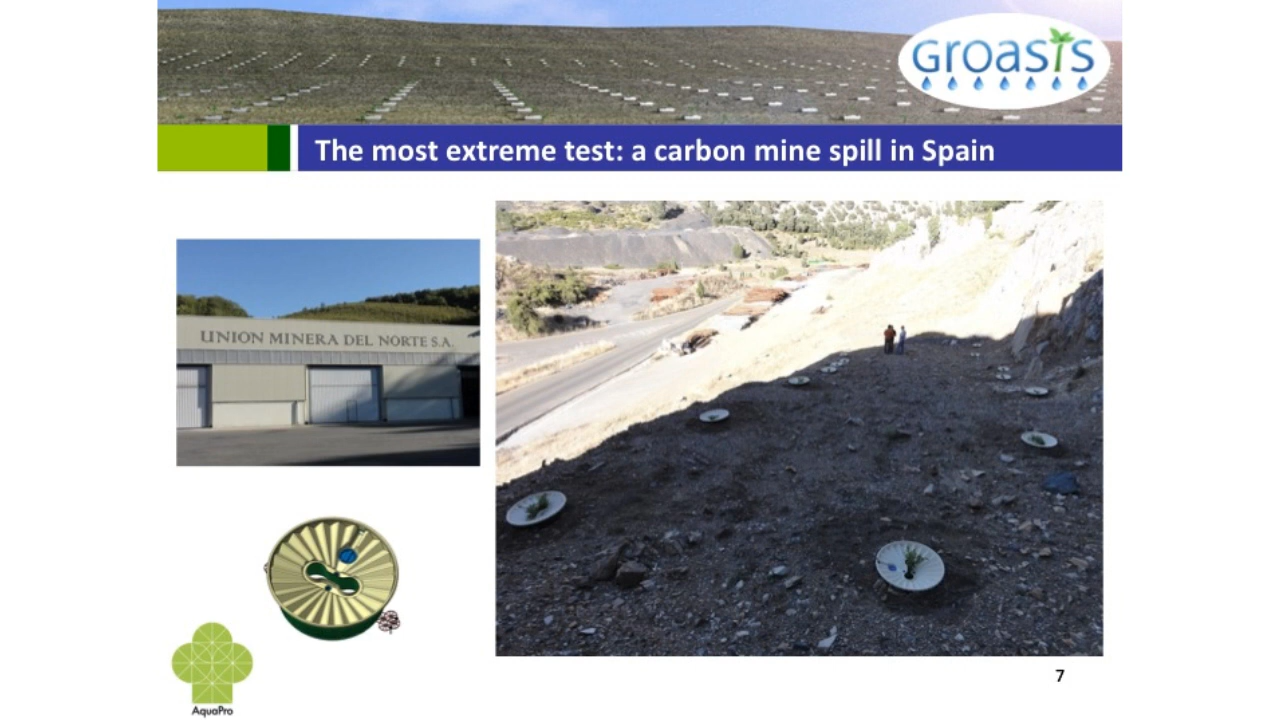 GROASIS
The most extreme test: a carbon mine spill in Spain
UNION MINERA DEL NORTE S.A.
AquaPro
7